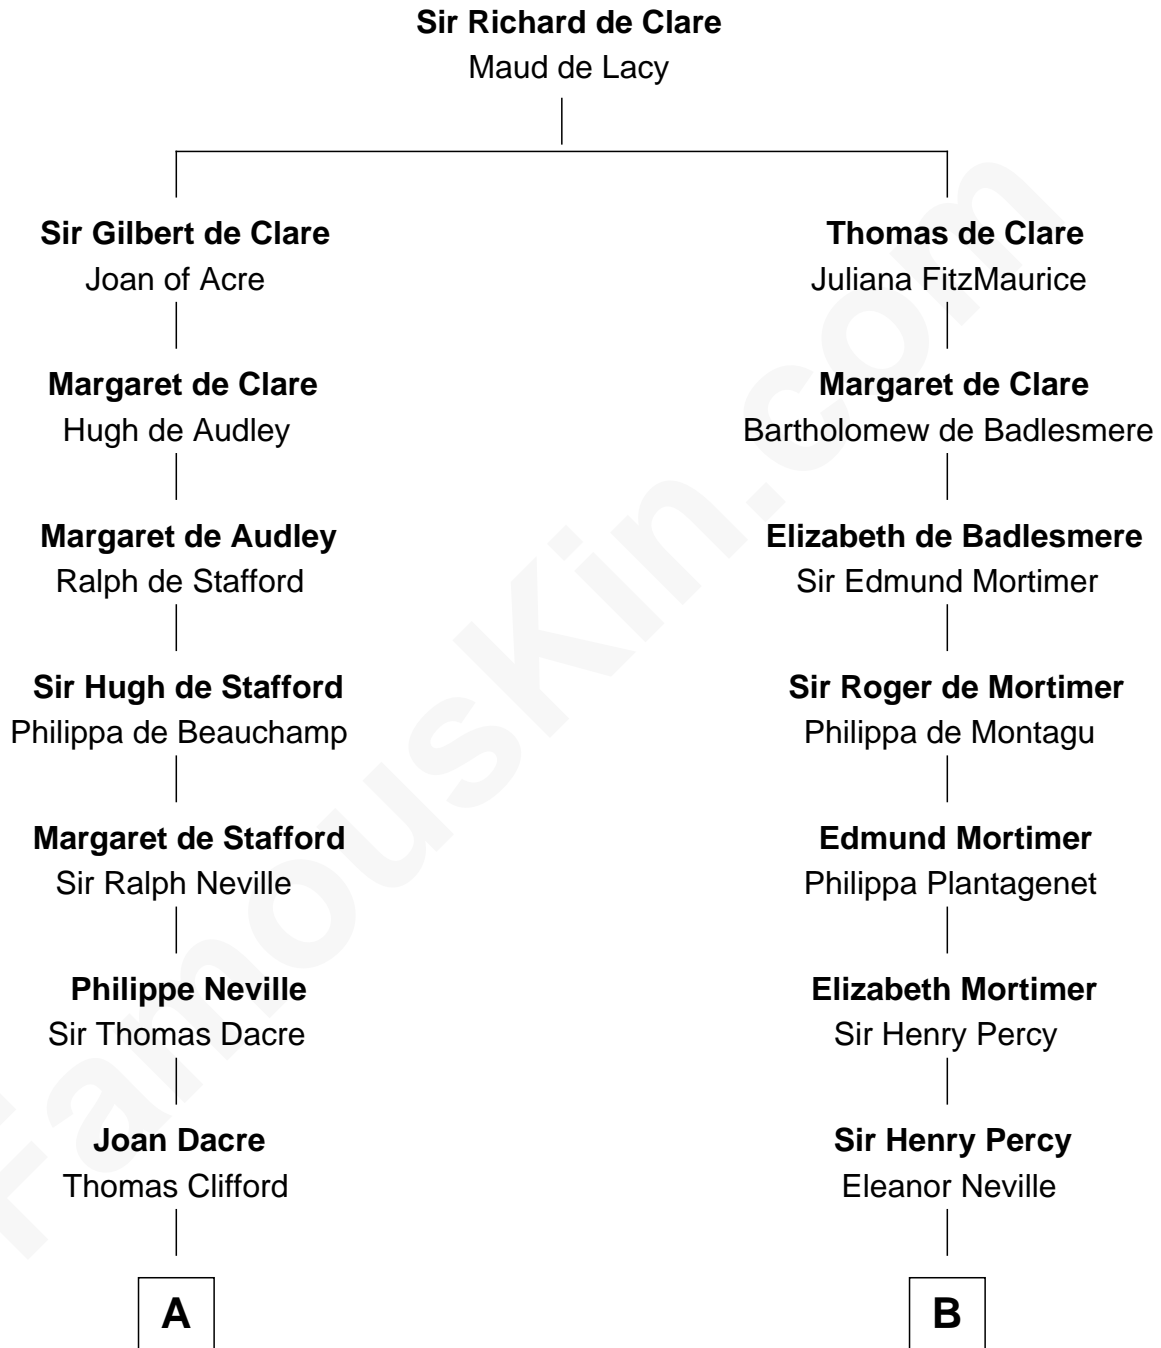 Sir Richard de Clare
Maud de Lacy
Sir Gilbert de Clare
Joan of Acre
Thomas de Clare
Juliana FitzMaurice
Margaret de Clare
Hugh de Audley
Margaret de Clare
Bartholomew de Badlesmere
Margaret de Audley
Ralph de Stafford
Elizabeth de Badlesmere
Sir Edmund Mortimer
Sir Hugh de Stafford
Philippa de Beauchamp
Sir Roger de Mortimer
Philippa de Montagu
Margaret de Stafford
Sir Ralph Neville
Edmund Mortimer
Philippa Plantagenet
Philippe Neville
Sir Thomas Dacre
Elizabeth Mortimer
Sir Henry Percy
Joan Dacre
Thomas Clifford
Sir Henry Percy
Eleanor Neville
A
B
FamousKin.com